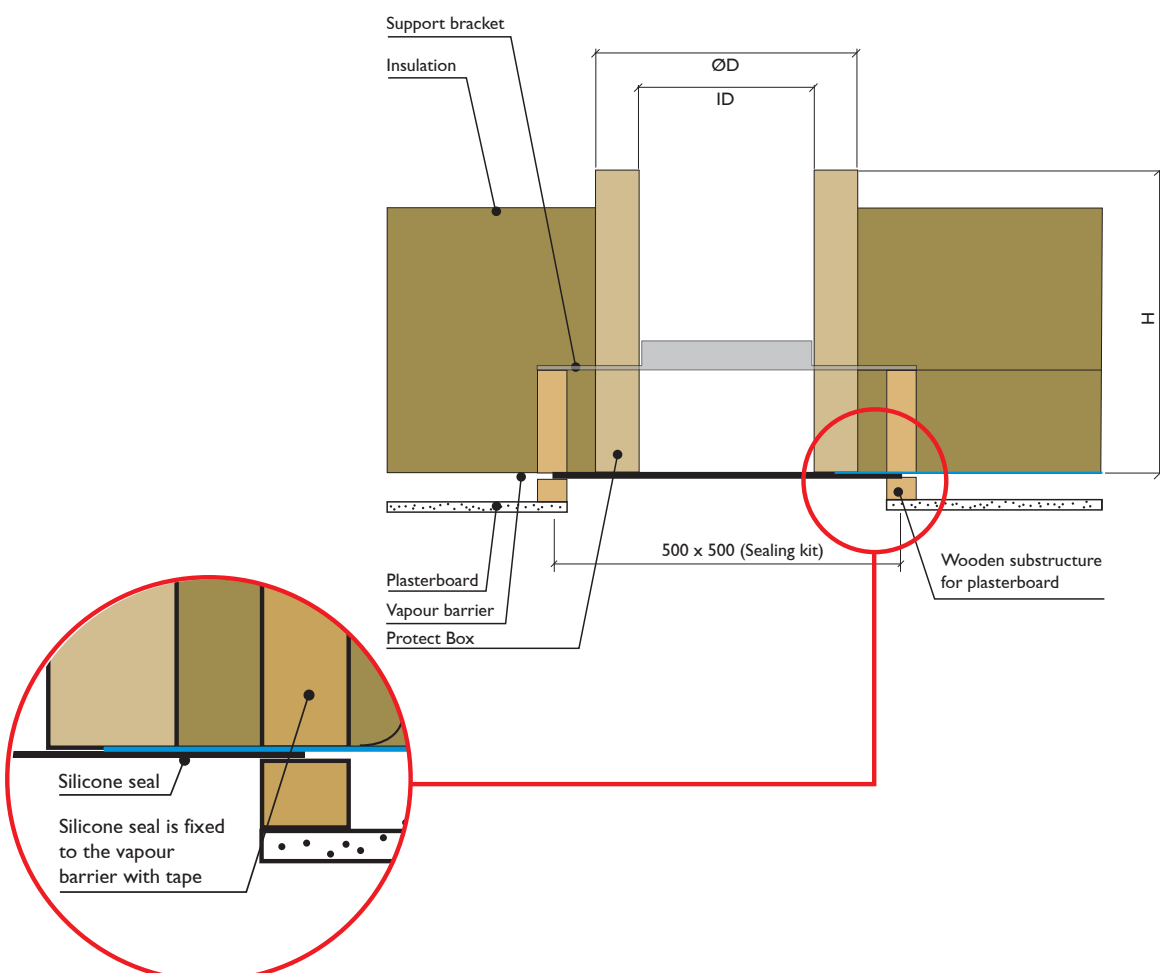 Support bracket
Insulation
ØD
ID
H
500 x 500 (Sealing kit)
Wooden substructure
for plasterboard
Plasterboard
Vapour barrier
Protect Box
Silicone seal
Silicone seal is fixed
to the vapour
barrier with tape